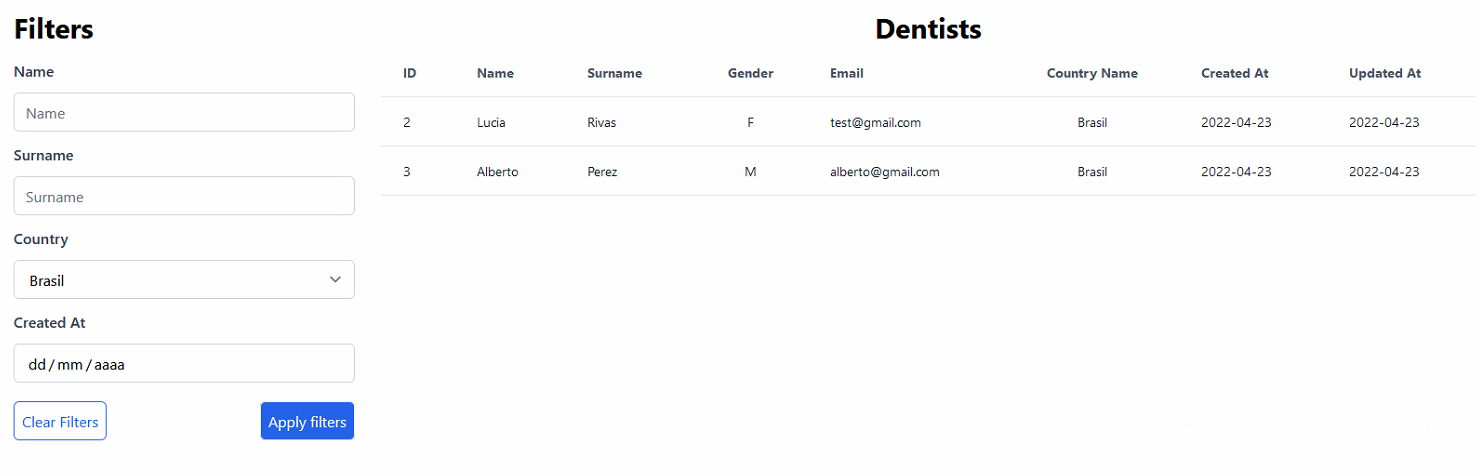 Filters
Name
Name
Surname
Surname
Country
Brasil
Created At
dd/mm/aaaa
Clear Filters Apply filters
Dentists
ID Name Surname Gender Email Country Name Created At Updated At
2 Lucia Rivas F test@gmail.com Brasil 2022-04-23 2022-04-23
3 Alberto Perez M alberto@gmail.com Brasil 2022-04-23 2022-04-23